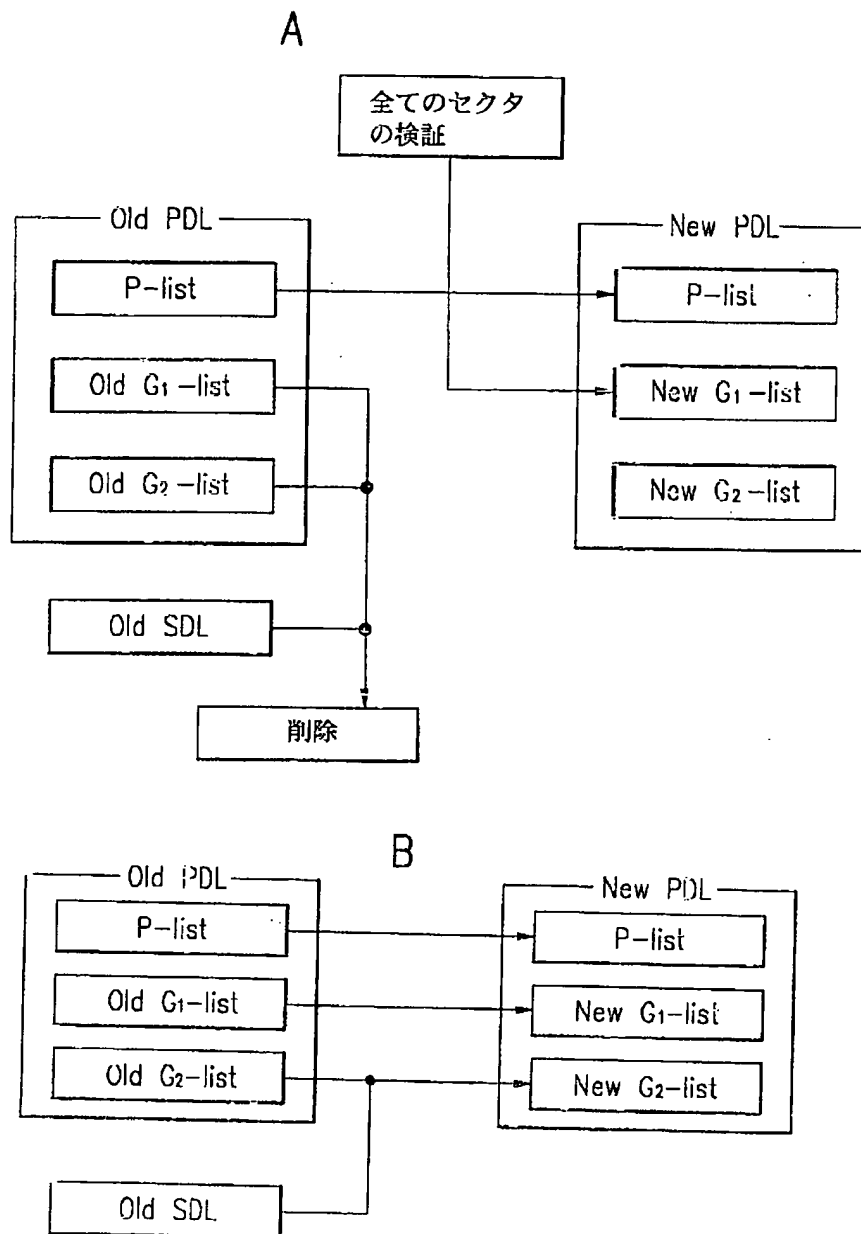 A
全てのセクタ
の検証
Old PDL
New PDL
P-list
P-list
Old G1-list
New G1-list
Old G2-list
New G2-list
Old SDL
削除
B
Old PDL
New PDL
P-list
P-list
Old G1-list
New G1-list
Old G2-list
New G2-list
Old SDL